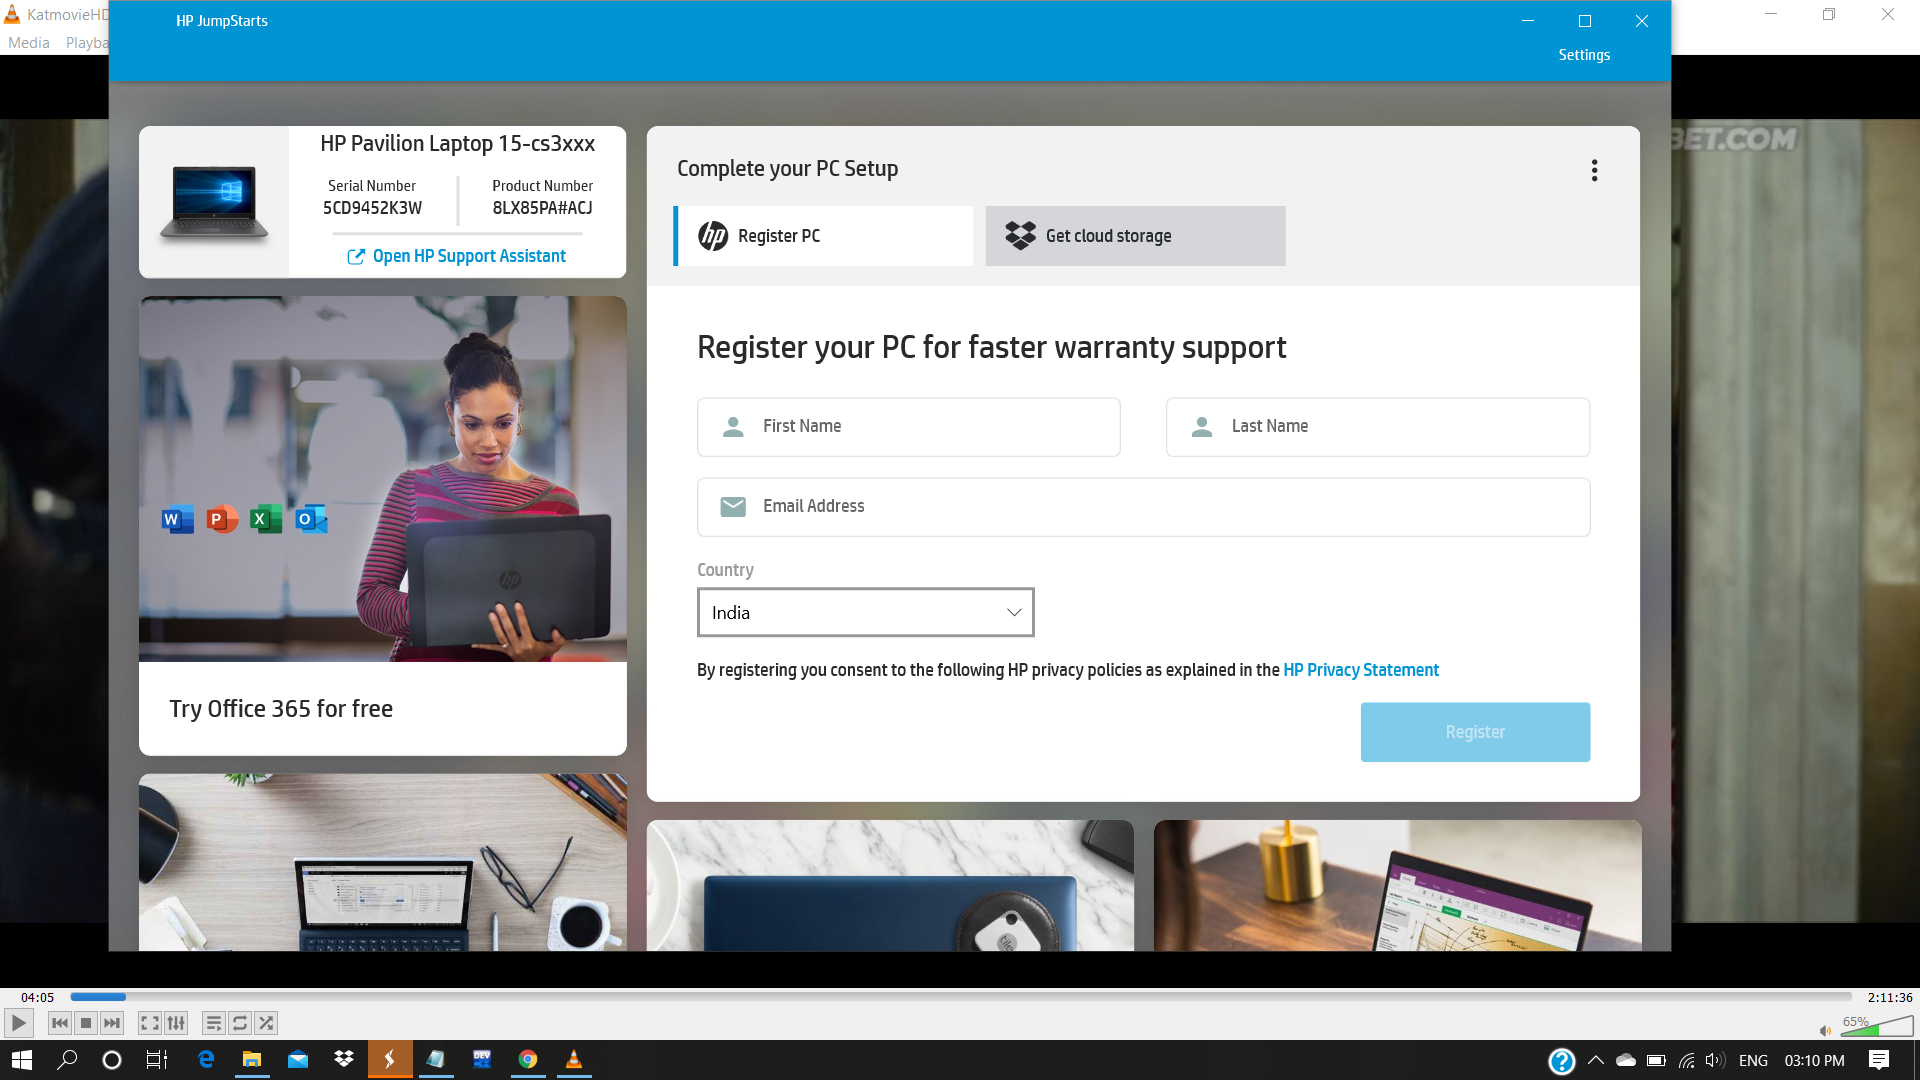 KatmovieHD
Media Playba
HP JumpStarts
Settings
BET.COM
HP Pavilion Laptop 15-cs3xxx
Serial Number
5CD9452K3W
Product Number
8LX85PA#ACJ
Open HP Support Assistant
W P X O
hp
Try Office 365 for free
Complete your PC Setup
hp Register PC
Get cloud storage
Register your PC for faster warranty support
First Name
Last Name
Email Address
Country
India
By registering you consent to the following HP privacy policies as explained in the HP Privacy Statement
Register
tile
04:05
2:11:36
65%
DEV
ENG
03:10 PM